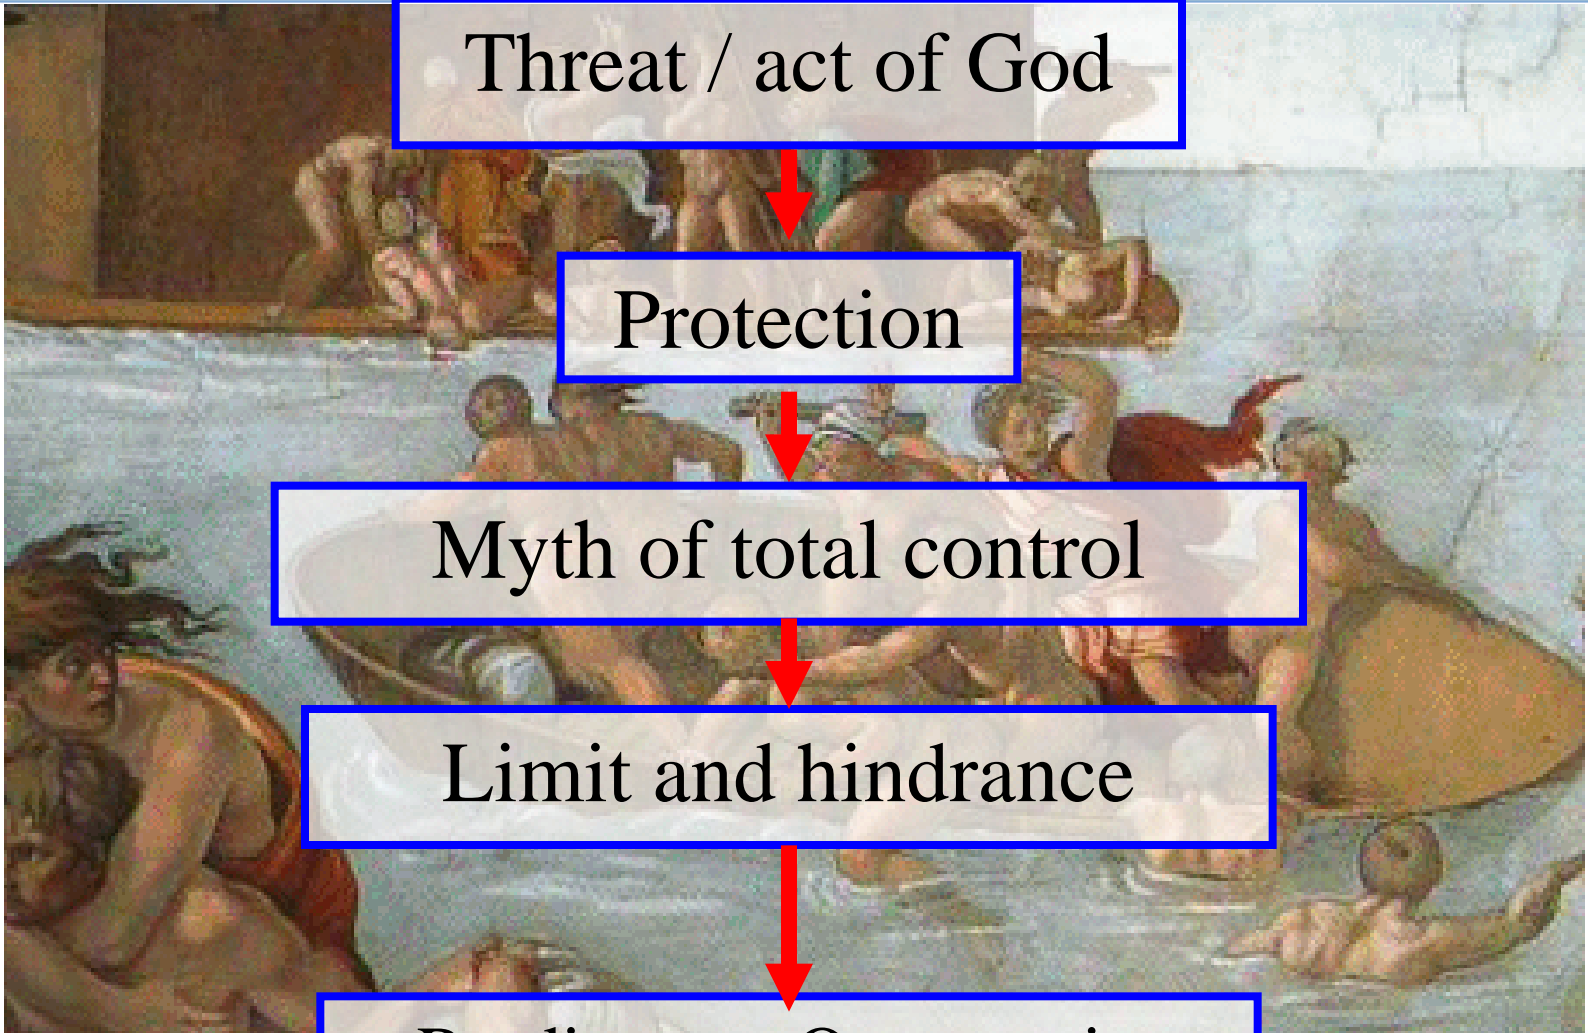 Threat / act of God
Protection
Myth of total control
Limit and hindrance